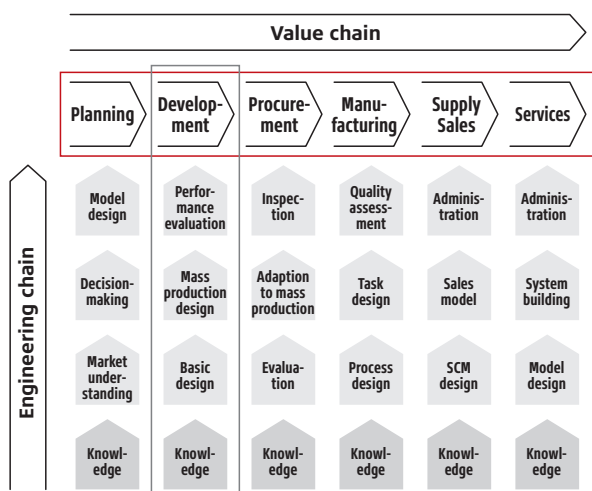 Value chain
Planning
Develop-
ment
Procure-
ment
Manu-
facturing
Supply
Sales
Services
Engineering chain
Model
design
Perfor-
mance
evaluation
Inspec-
tion
Quality
assess-
ment
Adminis-
tration
Adminis-
tration
Decision-
making
Mass
production
design
Adaption
to mass
production
Task
design
Sales
model
System
building
Market
under-
standing
Basic
design
Evalua-
tion
Process
design
SCM
design
Model
design
Knowl-
edge
Knowl-
edge
Knowl-
edge
Knowl-
edge
Knowl-
edge
Knowl-
edge